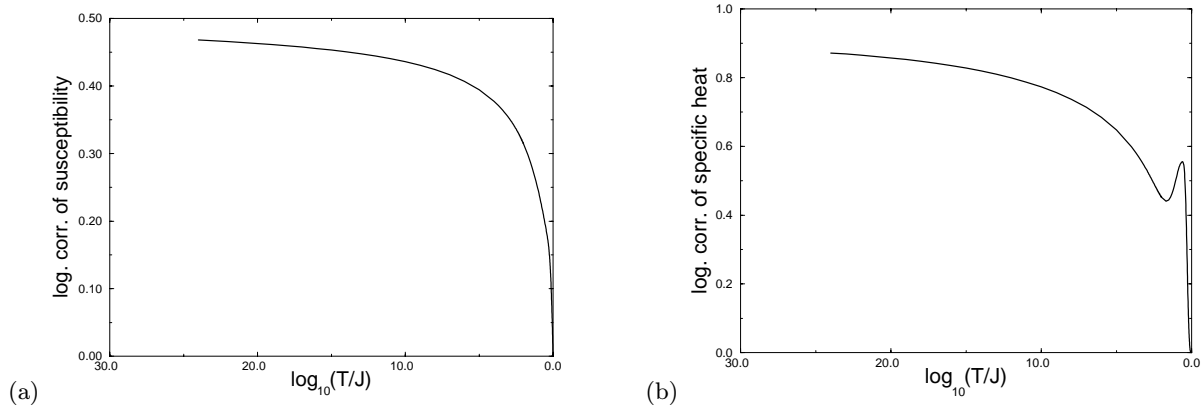 0.50
0.40
0.30
0.20
0.10
0.00
log. corr. of susceptibility
30.0 20.0 10.0 0.0
log10(T/J)
(a)
1.0
0.8
0.6
0.4
0.2
0.0
log. corr. of specific heat
30.0 20.0 10.0 0.0
log10(T/J)
(b)